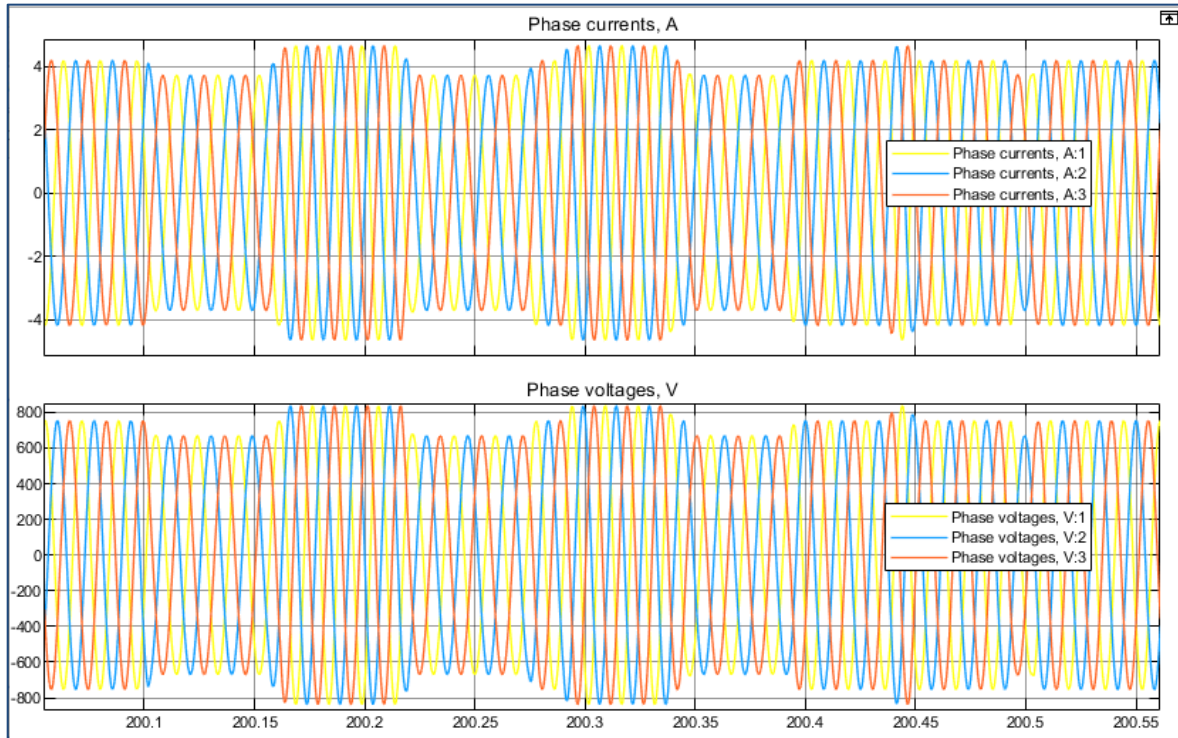 Phase currents, A
4
2
0
-2
-4
Phase currents, A:1
Phase currents, A:2
Phase currents, A:3
Phase voltages, V
800
600
400
200
0
-200
-400
-600
-800
Phase voltages, V:1
Phase voltages, V:2
Phase voltages, V:3
200.1 200.15 200.2 200.25 200.3 200.35 200.4 200.45 200.5 200.55